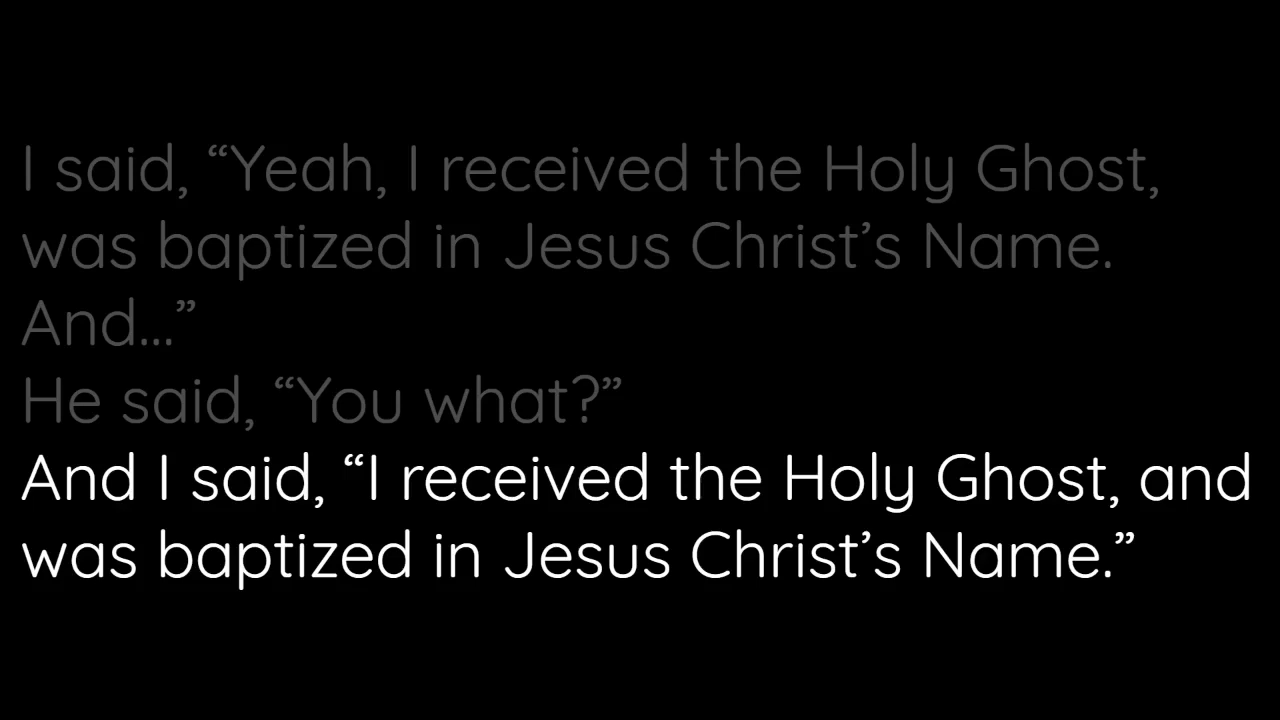 I said, “Yeah, I received the Holy Ghost,
was baptized in Jesus Christ’s Name.
And...”
He said, “You what?”
And I said, “I received the Holy Ghost, and
was baptized in Jesus Christ’s Name.”